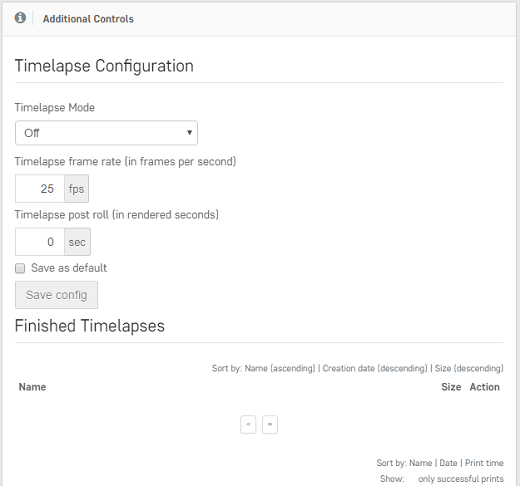 Additional Controls
Timelapse Configuration
Timelapse Mode
Off
Timelapse frame rate (in frames per second)
25 fps
Timelapse post roll (in rendered seconds)
0 sec
Save as default
Save config
Finished Timelapses
Sort by: Name (ascending) | Creation date (descending) | Size (descending)
Name Size Action
« »
Sort by: Name | Date | Print time
Show: only successful prints